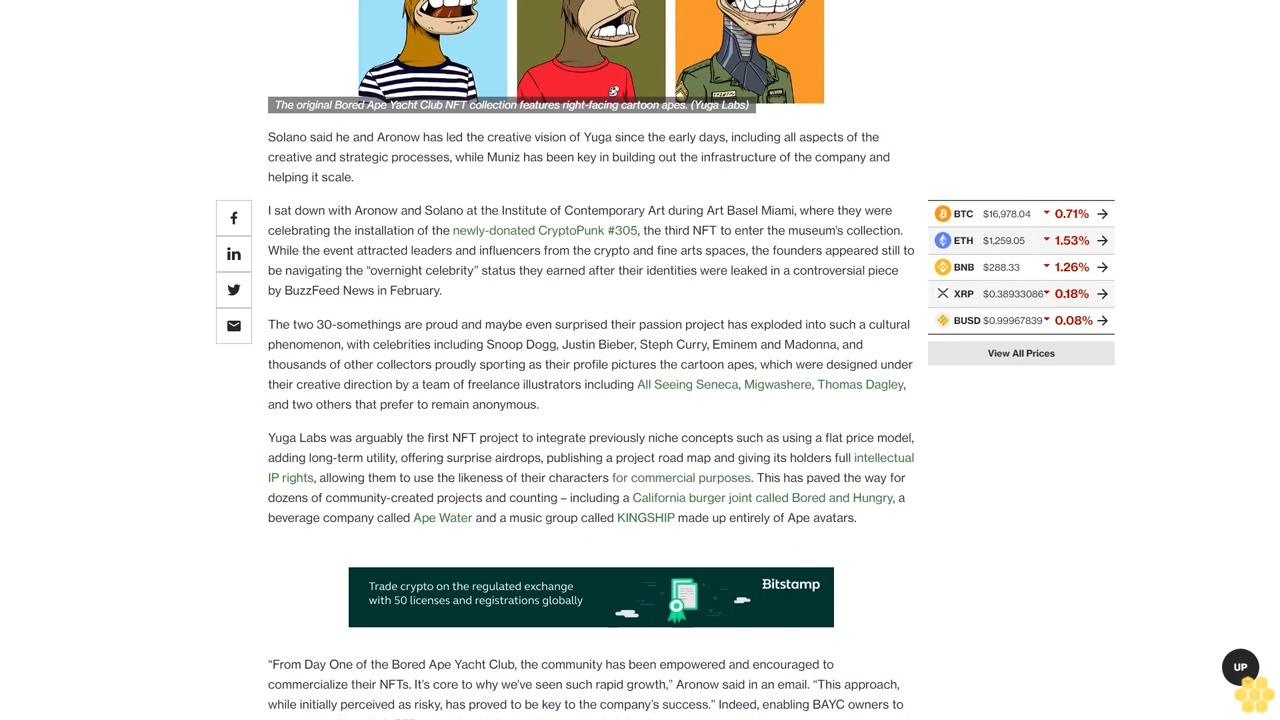 The original Bored Ape Yacht Club NFT collection features right-facing cartoon apes. (Yuga Labs)
Solano said he and Aronow has led the creative vision of Yuga since the early days, including all aspects of the
creative and strategic processes, while Muniz has been key in building out the infrastructure of the company and
helping it scale.
I sat down with Aronow and Solano at the Institute of Contemporary Art during Art Basel Miami, where they were
celebrating the installation of the newly-donated CryptoPunk #305, the third NFT to enter the museum's collection.
While the event attracted leaders and influencers from the crypto and fine arts spaces, the founders appeared still to
be navigating the “overnight celebrity” status they earned after their identities were leaked in a controversial piece
by BuzzFeed News in February.
The two 30-somethings are proud and maybe even surprised their passion project has exploded into such a cultural
phenomenon, with celebrities including Snoop Dogg, Justin Bieber, Steph Curry, Eminem and Madonna, and
thousands of other collectors proudly sporting as their profile pictures the cartoon apes, which were designed under
their creative direction by a team of freelance illustrators including All Seeing Seneca, Migwashere, Thomas Dagley,
and two others that prefer to remain anonymous.
Yuga Labs was arguably the first NFT project to integrate previously niche concepts such as using a flat price model,
adding long-term utility, offering surprise airdrops, publishing a project road map and giving its holders full intellectual
IP rights, allowing them to use the likeness of their characters for commercial purposes. This has paved the way for
dozens of community-created projects and counting – including a California burger joint called Bored and Hungry, a
beverage company called Ape Water and a music group called KINGSHIP made up entirely of Ape avatars.
Trade crypto on the regulated exchange
with 50 licenses and registrations globally
Bitstamp
“From Day One of the Bored Ape Yacht Club, the community has been empowered and encouraged to
commercialize their NFTs. It's core to why we've seen such rapid growth,” Aronow said in an email. “This approach,
while initially perceived as risky, has proved to be key to the company's success.” Indeed, enabling BAYC owners to
BTC $16,978.04 0.71%
ETH $1,259.05 1.53%
BNB $288.33 1.26%
XRP $0.38933086 0.18%
BUSD $0.99967839 0.08%
View All Prices
UP